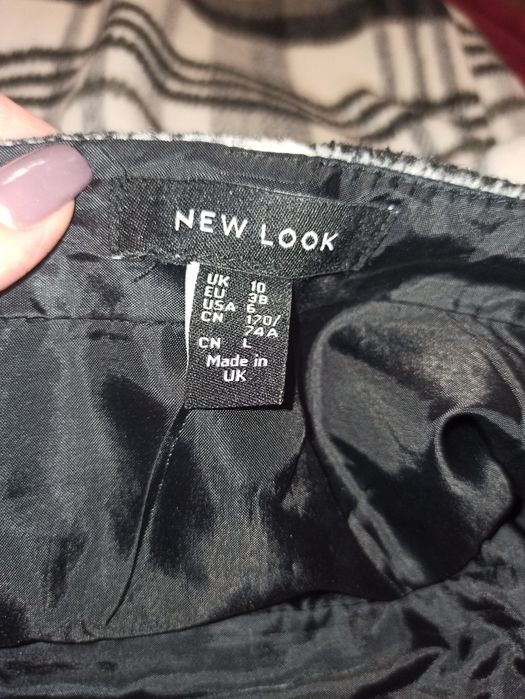 NEW LOOK
UK 10
EU 38
USA 6
CN 170/
74A
CN L
Made in
UK